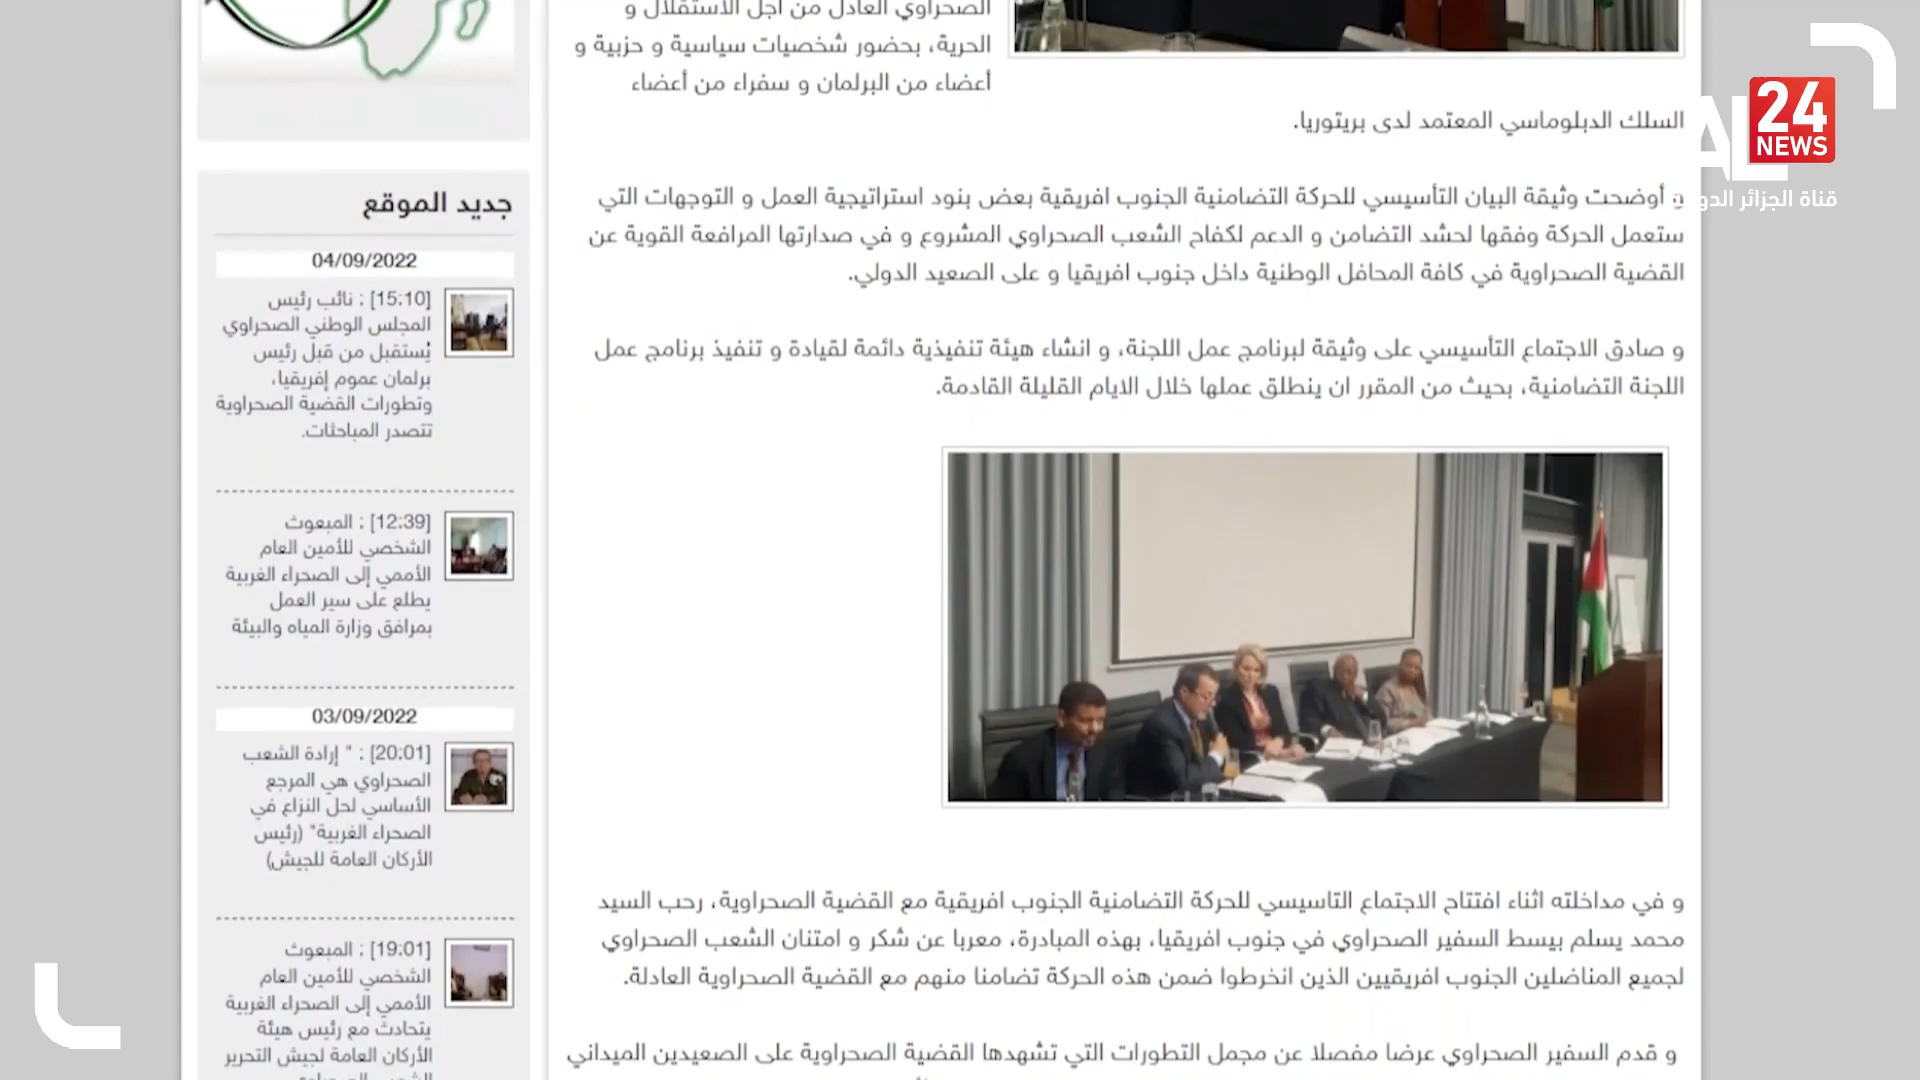 الصحراوي العادل من اجل الاستقلال و
الحرية، بحضور شخصيات سياسية و حزبية و
أعضاء من البرلمان و سفراء من أعضاء
السلك الدبلوماسي المعتمد لدى بريتوريا.
و أوضحت وثيقة البيان التأسيسي للحركة التضامنية الجنوب افريقية بعض بنود استراتيجية العمل و التوجهات التي
ستعمل الحركة وفقها لحشد التضامن و الدعم لكفاح الشعب الصحراوي المشروع و في صدارتها المرافعة القوية عن
القضية الصحراوية في كافة المحافل الوطنية داخل جنوب افريقيا و على الصعيد الدولي.
و صادق الاجتماع التأسيسي على وثيقة لبرنامج عمل اللجنة، و انشاء هيئة تنفيذية دائمة لقيادة و تنفيذ برنامج عمل
اللجنة التضامنية، بحيث من المقرر ان ينطلق عملها خلال الايام القليلة القادمة.
و في مداخلته اثناء افتتاح الاجتماع التاسيسي للحركة التضامنية الجنوب افريقية مع القضية الصحراوية، رحب السيد
محمد يسلم بيسط السفير الصحراوي في جنوب افريقيا، بهذه المبادرة، معربا عن شكر و امتنان الشعب الصحراوي
لجميع المناضلين الجنوب افريقيين الذين انخرطوا ضمن هذه الحركة تضامنا منهم مع القضية الصحراوية العادلة.
و قدم السفير الصحراوي عرضا مفصلا عن مجمل التطورات التي تشهدها القضية الصحراوية على الصعيدين الميداني
جديد الموقع
04/09/2022
[15:10] : نائب رئيس
المجلس الوطني الصحراوي
يُستقبل من قبل رئيس
برلمان عموم إفريقيا،
وتطورات القضية الصحراوية
تتصدر المباحثات.
[12:39] : المبعوث
الشخصي للأمين العام
الأممي إلى الصحراء الغربية
يطلع على سير العمل
بمرافق وزارة المياه والبيئة
03/09/2022
[20:01] : " إرادة الشعب
الصحراوي هي المرجع
الأساسي لحل النزاع في
الصحراء الغربية" (رئيس
الأركان العامة للجيش)
[19:01] : المبعوث
الشخصي للأمين العام
الأممي إلى الصحراء الغربية
يتحادث مع رئيس هيئة
الأركان العامة لجيش التحرير
AL
24
NEWS
قناة الجزائر الدولية